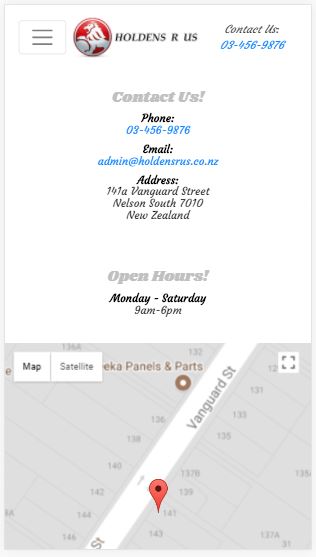 HOLDENS R US
Contact Us:
03-456-9876
Contact Us!
Phone:
03-456-9876
Email:
admin@holdensrus.co.nz
Address:
141a Vanguard Street
Nelson South 7010
New Zealand
Open Hours!
Monday - Saturday
9am-6pm
136A
132
Map Satellite
eka Panels & Parts
136
133
Vanguard St
138
135
140
137B
142
139
144
141
143
St